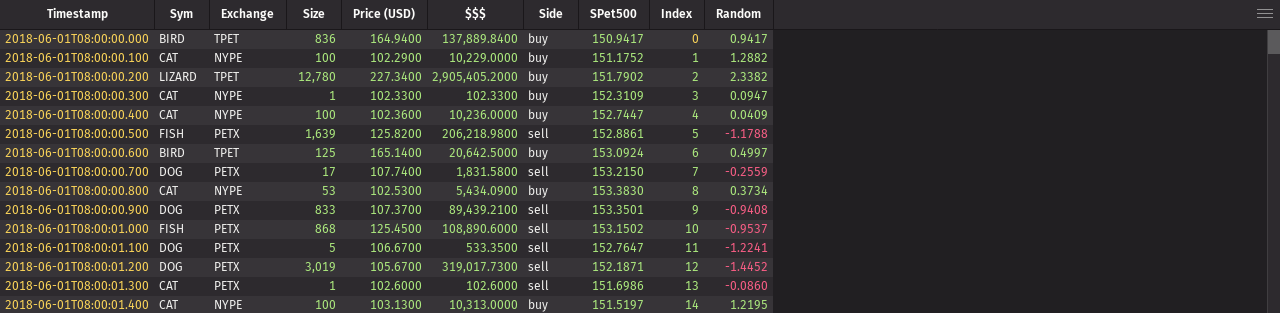 Timestamp Sym Exchange Size Price (USD) $$$ Side SPet500 Index Random
2018-06-01T08:00:00.000 BIRD TPET 836 164.9400 137,889.8400 buy 150.9417 0 0.9417
2018-06-01T08:00:00.100 CAT NYPE 100 102.2900 10,229.0000 buy 151.1752 1 1.2882
2018-06-01T08:00:00.200 LIZARD TPET 12,780 227.3400 2,905,405.2000 buy 151.7902 2 2.3382
2018-06-01T08:00:00.300 CAT NYPE 1 102.3300 102.3300 buy 152.3109 3 0.0947
2018-06-01T08:00:00.400 CAT NYPE 100 102.3600 10,236.0000 buy 152.7447 4 0.0409
2018-06-01T08:00:00.500 FISH PETX 1,639 125.8200 206,218.9800 sell 152.8861 5 -1.1788
2018-06-01T08:00:00.600 BIRD TPET 125 165.1400 20,642.5000 buy 153.0924 6 0.4997
2018-06-01T08:00:00.700 DOG PETX 17 107.7400 1,831.5800 sell 153.2150 7 -0.2559
2018-06-01T08:00:00.800 CAT NYPE 53 102.5300 5,434.0900 buy 153.3830 8 0.3734
2018-06-01T08:00:00.900 DOG PETX 833 107.3700 89,439.2100 sell 153.3501 9 -0.9408
2018-06-01T08:00:01.000 FISH PETX 868 125.4500 108,890.6000 sell 153.1502 10 -0.9537
2018-06-01T08:00:01.100 DOG PETX 5 106.6700 533.3500 sell 152.7647 11 -1.2241
2018-06-01T08:00:01.200 DOG PETX 3,019 105.6700 319,017.7300 sell 152.1871 12 -1.4452
2018-06-01T08:00:01.300 CAT PETX 1 102.6000 102.6000 sell 151.6986 13 -0.0860
2018-06-01T08:00:01.400 CAT NYPE 100 103.1300 10,313.0000 buy 151.5197 14 1.2195